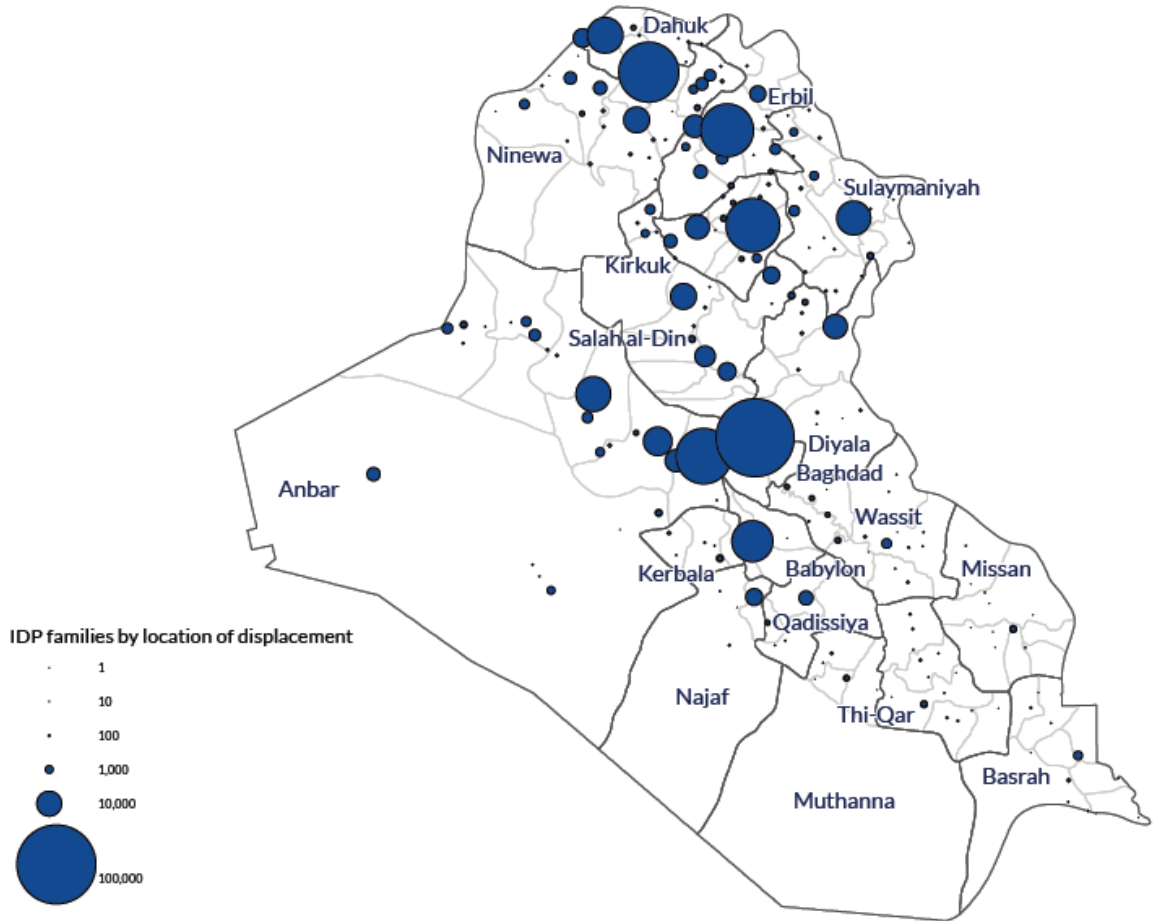 Dahuk
Erbil
Ninewa
Sulaymaniyah
Kirkuk
Salah al-Din
Diyala
Baghdad
Anbar
Wassit
Kerbala
Babylon
Missan
Qadissiya
Najaf
Thi-Qar
Basrah
Muthanna
IDP families by location of displacement
1
10
100
1,000
10,000
100,000